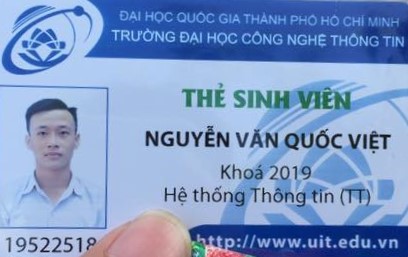 ĐẠI HỌC QUỐC GIA THÀNH PHỐ HỒ CHÍ MINH
TRƯỜNG ĐẠI HỌC CÔNG NGHỆ THÔNG TIN
THẺ SINH VIÊN
NGUYỄN VĂN QUỐC VIỆT
Khoá 2019
Hệ thống Thông tin (TT)
19522518
http://www.uit.edu.vn